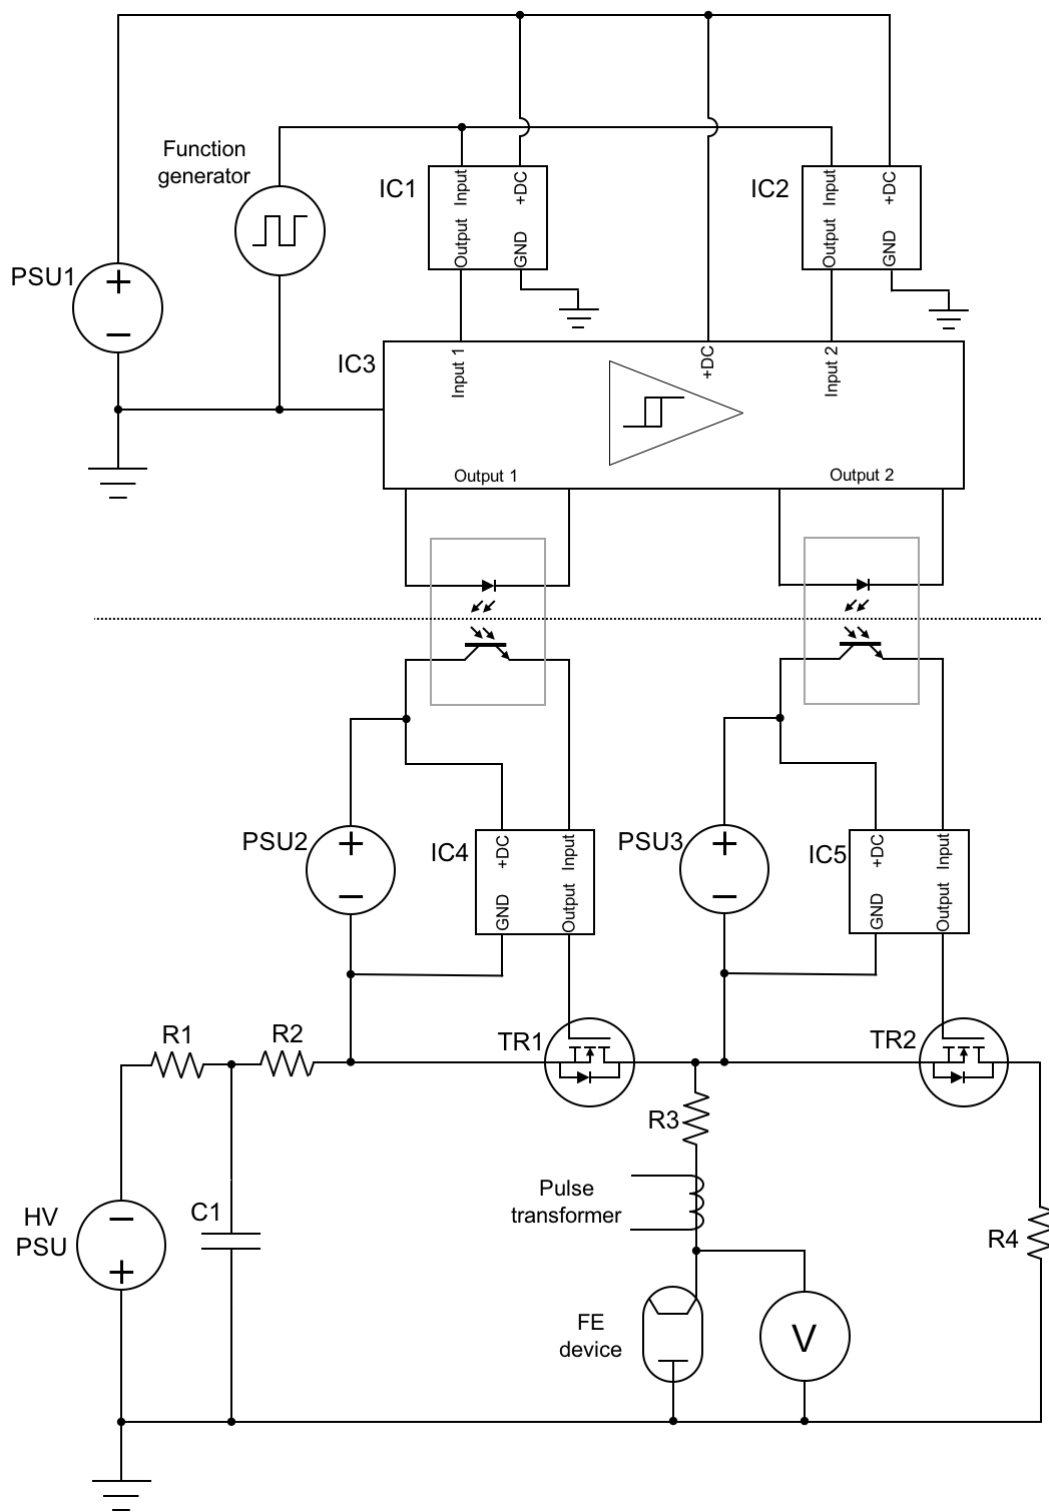 Function
generator
IC1
Input
+DC
Output
GND
IC2
Input
+DC
Output
GND
PSU1
+
−
IC3
Input 1
+DC
Input 2
Output 1
Output 2
PSU2
+
−
IC4
+DC
Input
GND
Output
PSU3
+
−
IC5
+DC
Input
GND
Output
R1
R2
TR1
TR2
R3
HV
PSU
−
+
C1
Pulse
transformer
R4
FE
device
V